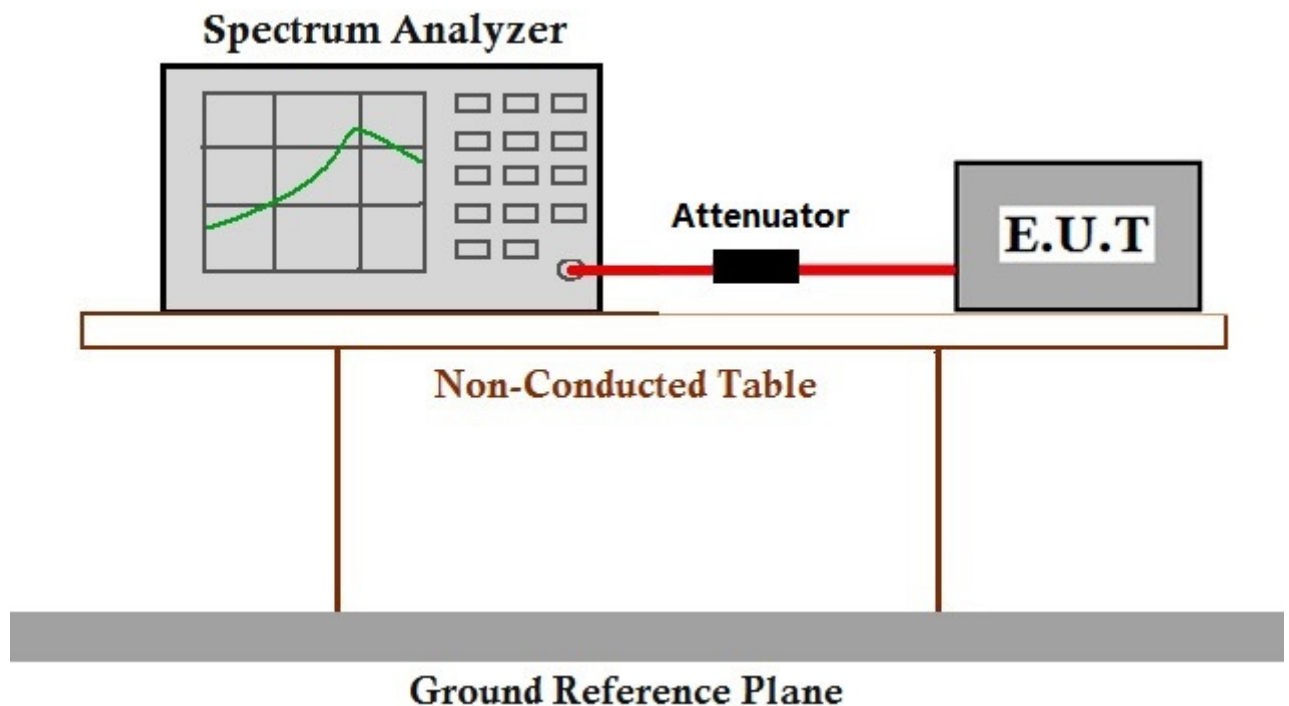 Spectrum Analyzer
Attenuator
E.U.T
Non-Conducted Table
Ground Reference Plane